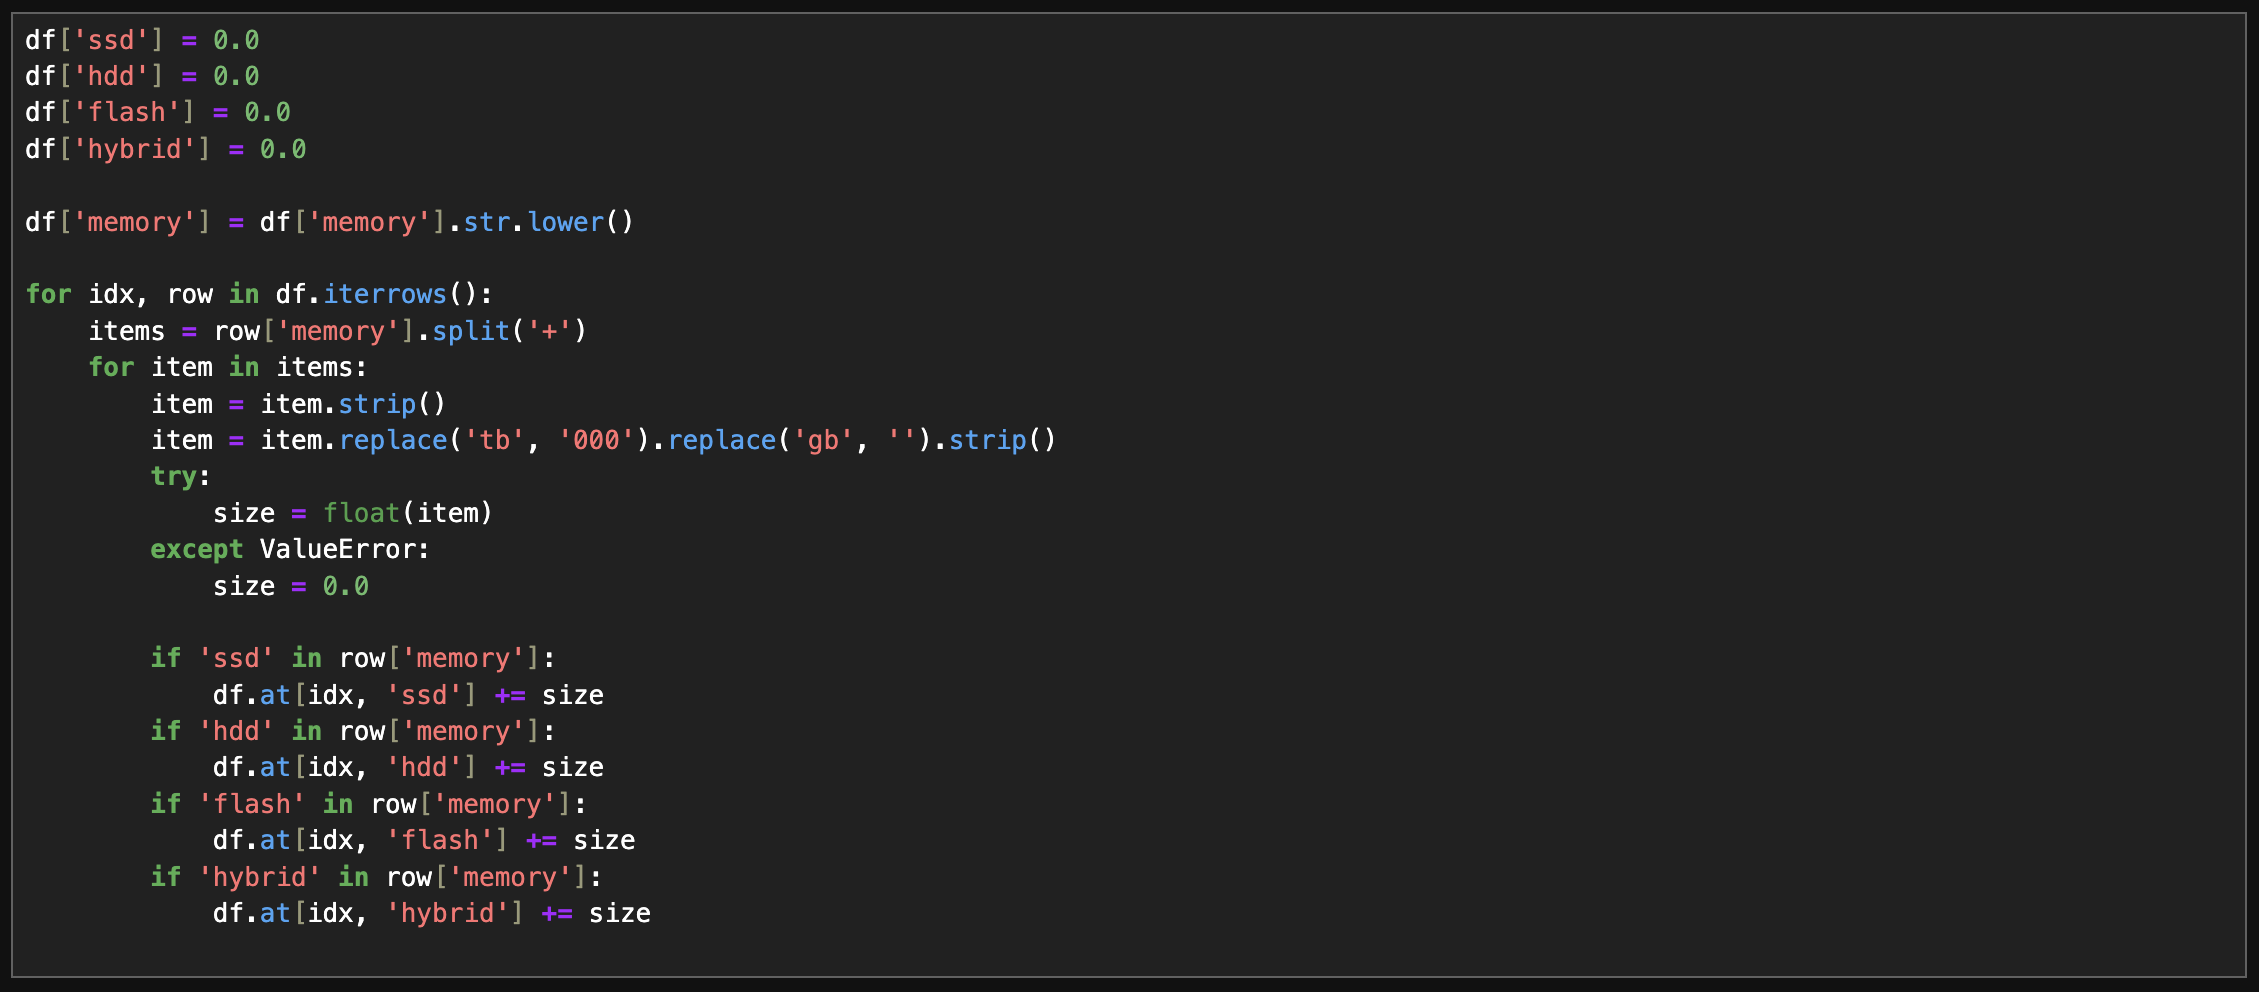 df['ssd'] = 0.0
df['hdd'] = 0.0
df['flash'] = 0.0
df['hybrid'] = 0.0

df['memory'] = df['memory'].str.lower()

for idx, row in df.iterrows():
    items = row['memory'].split('+')
    for item in items:
        item = item.strip()
        item = item.replace('tb', '000').replace('gb', '').strip()
        try:
            size = float(item)
        except ValueError:
            size = 0.0

        if 'ssd' in row['memory']:
            df.at[idx, 'ssd'] += size
        if 'hdd' in row['memory']:
            df.at[idx, 'hdd'] += size
        if 'flash' in row['memory']:
            df.at[idx, 'flash'] += size
        if 'hybrid' in row['memory']:
            df.at[idx, 'hybrid'] += size